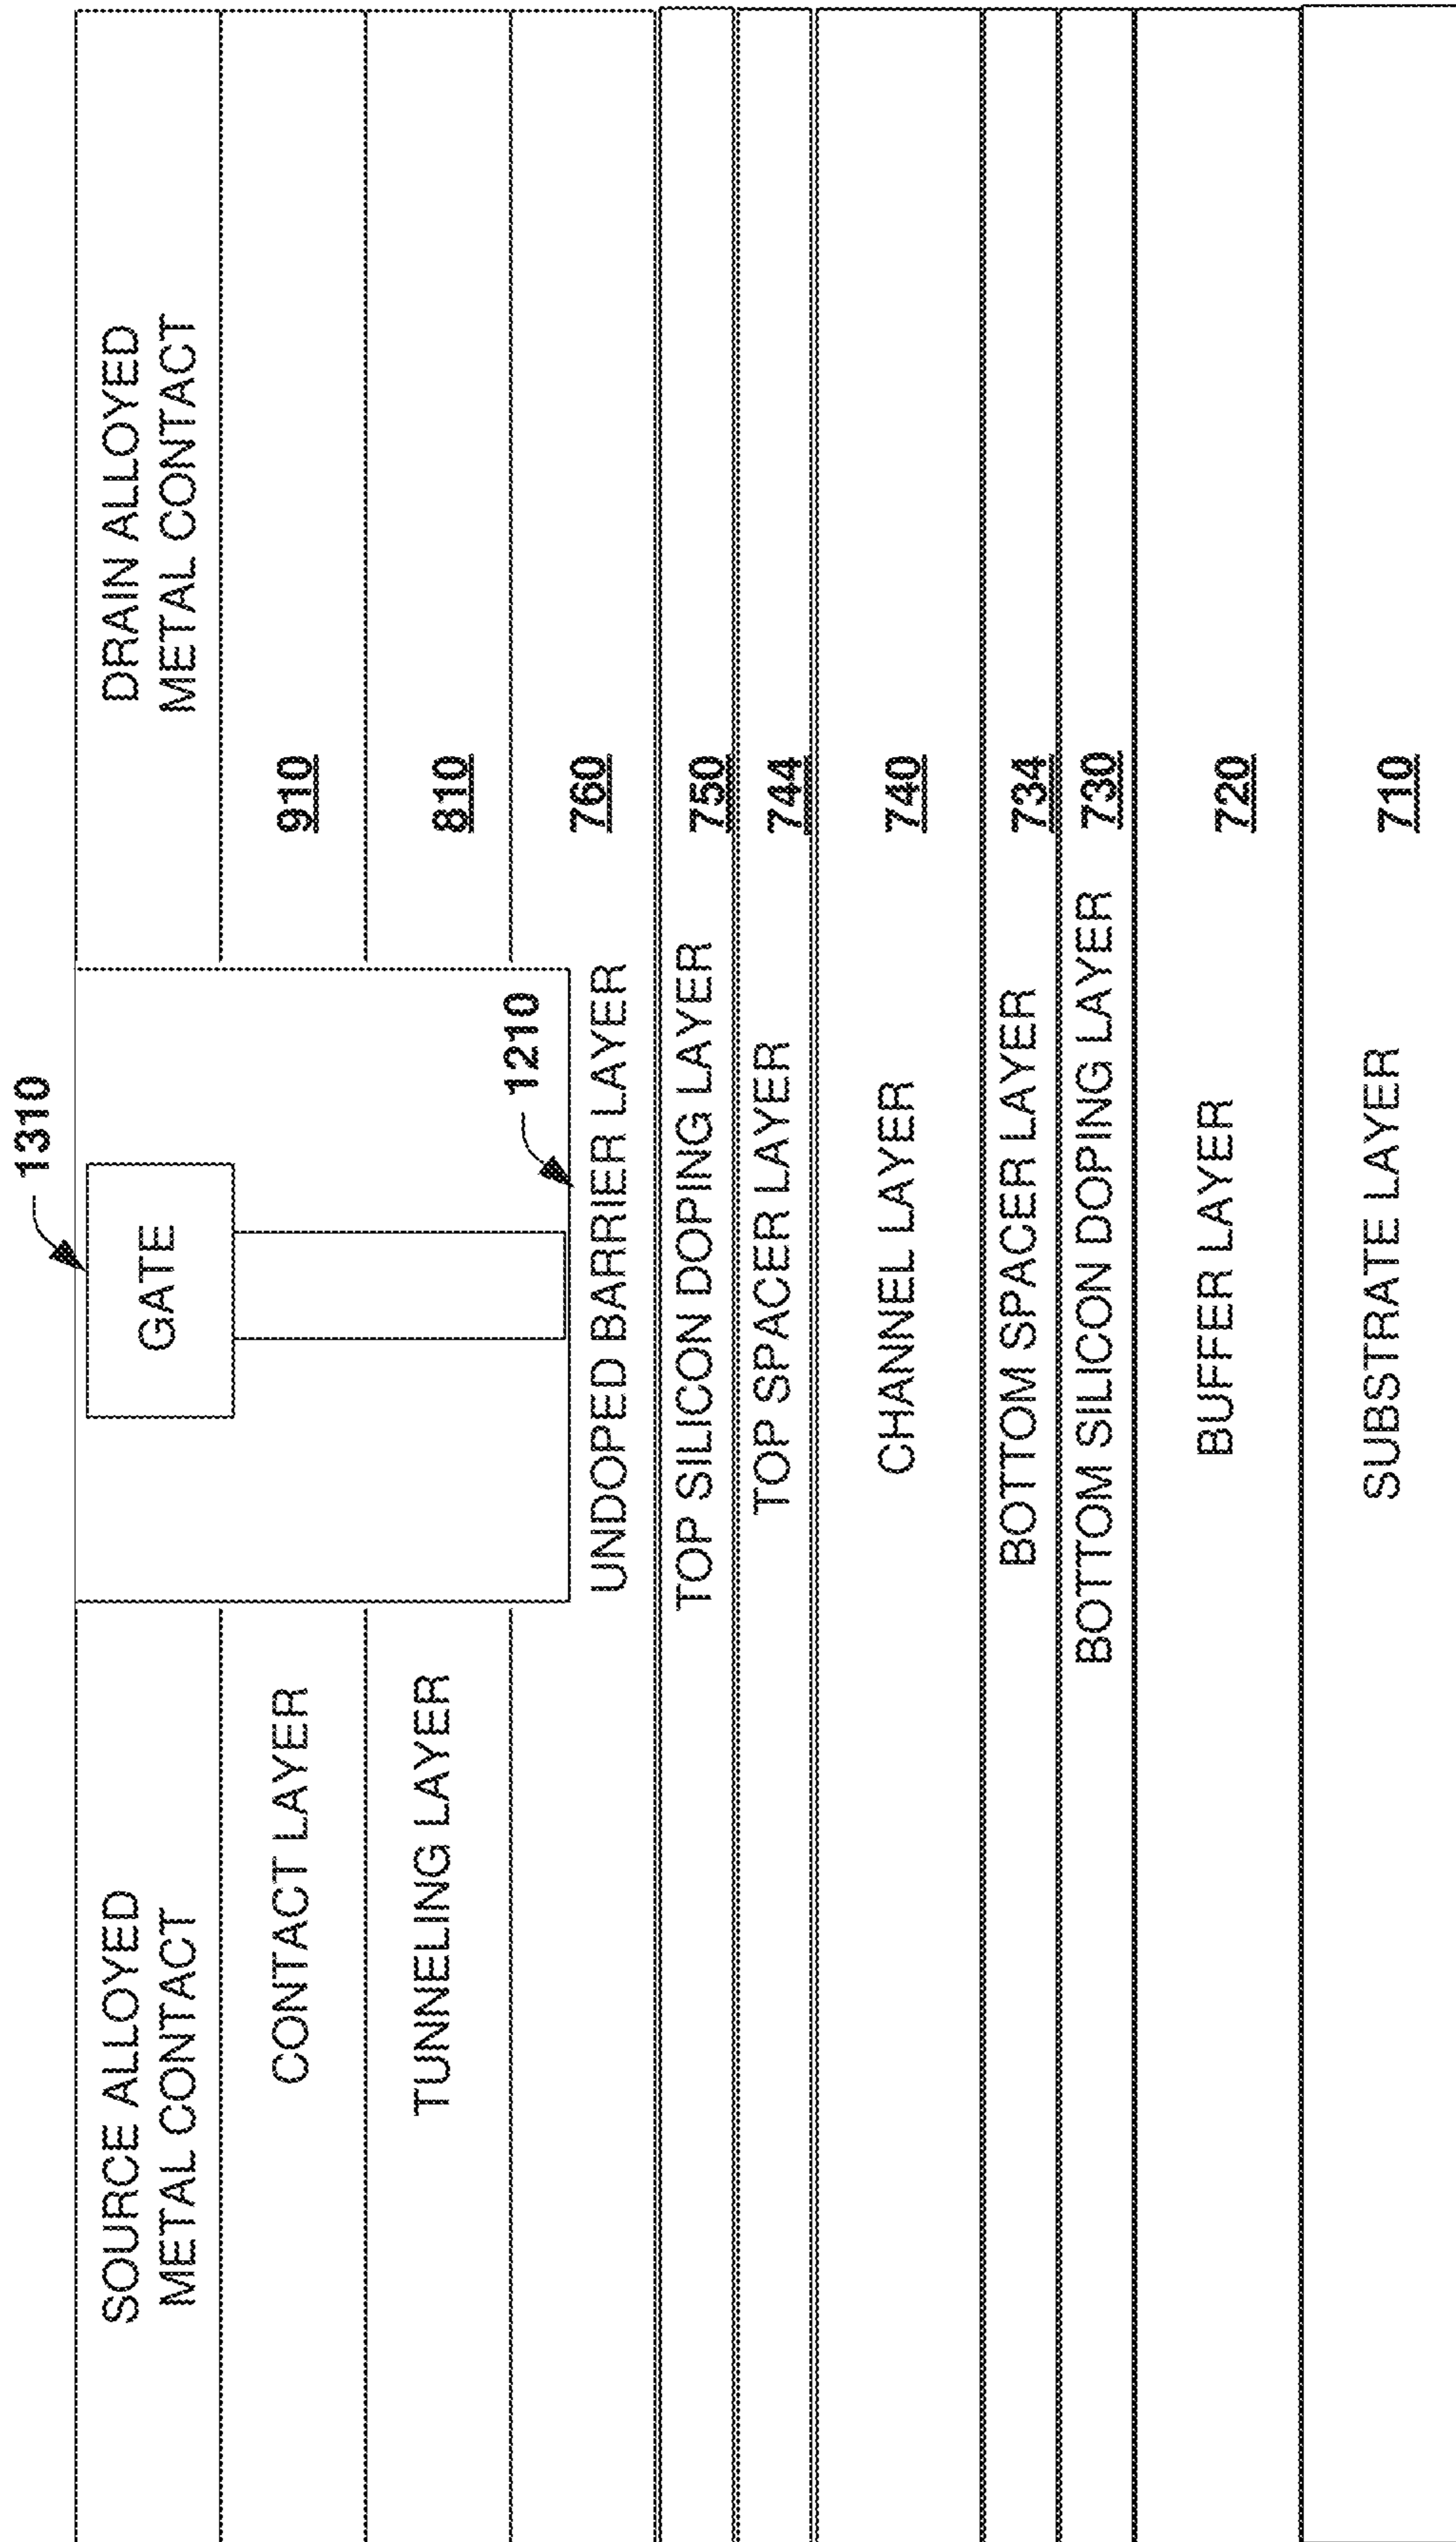 1310
SOURCE ALLOYED
METAL CONTACT
GATE
DRAIN ALLOYED
METAL CONTACT
CONTACT LAYER 910
TUNNELING LAYER 810
1210
UNDOPED BARRIER LAYER 760
TOP SILICON DOPING LAYER 750
TOP SPACER LAYER 744
CHANNEL LAYER 740
BOTTOM SPACER LAYER 734
BOTTOM SILICON DOPING LAYER 730
BUFFER LAYER 720
SUBSTRATE LAYER 710